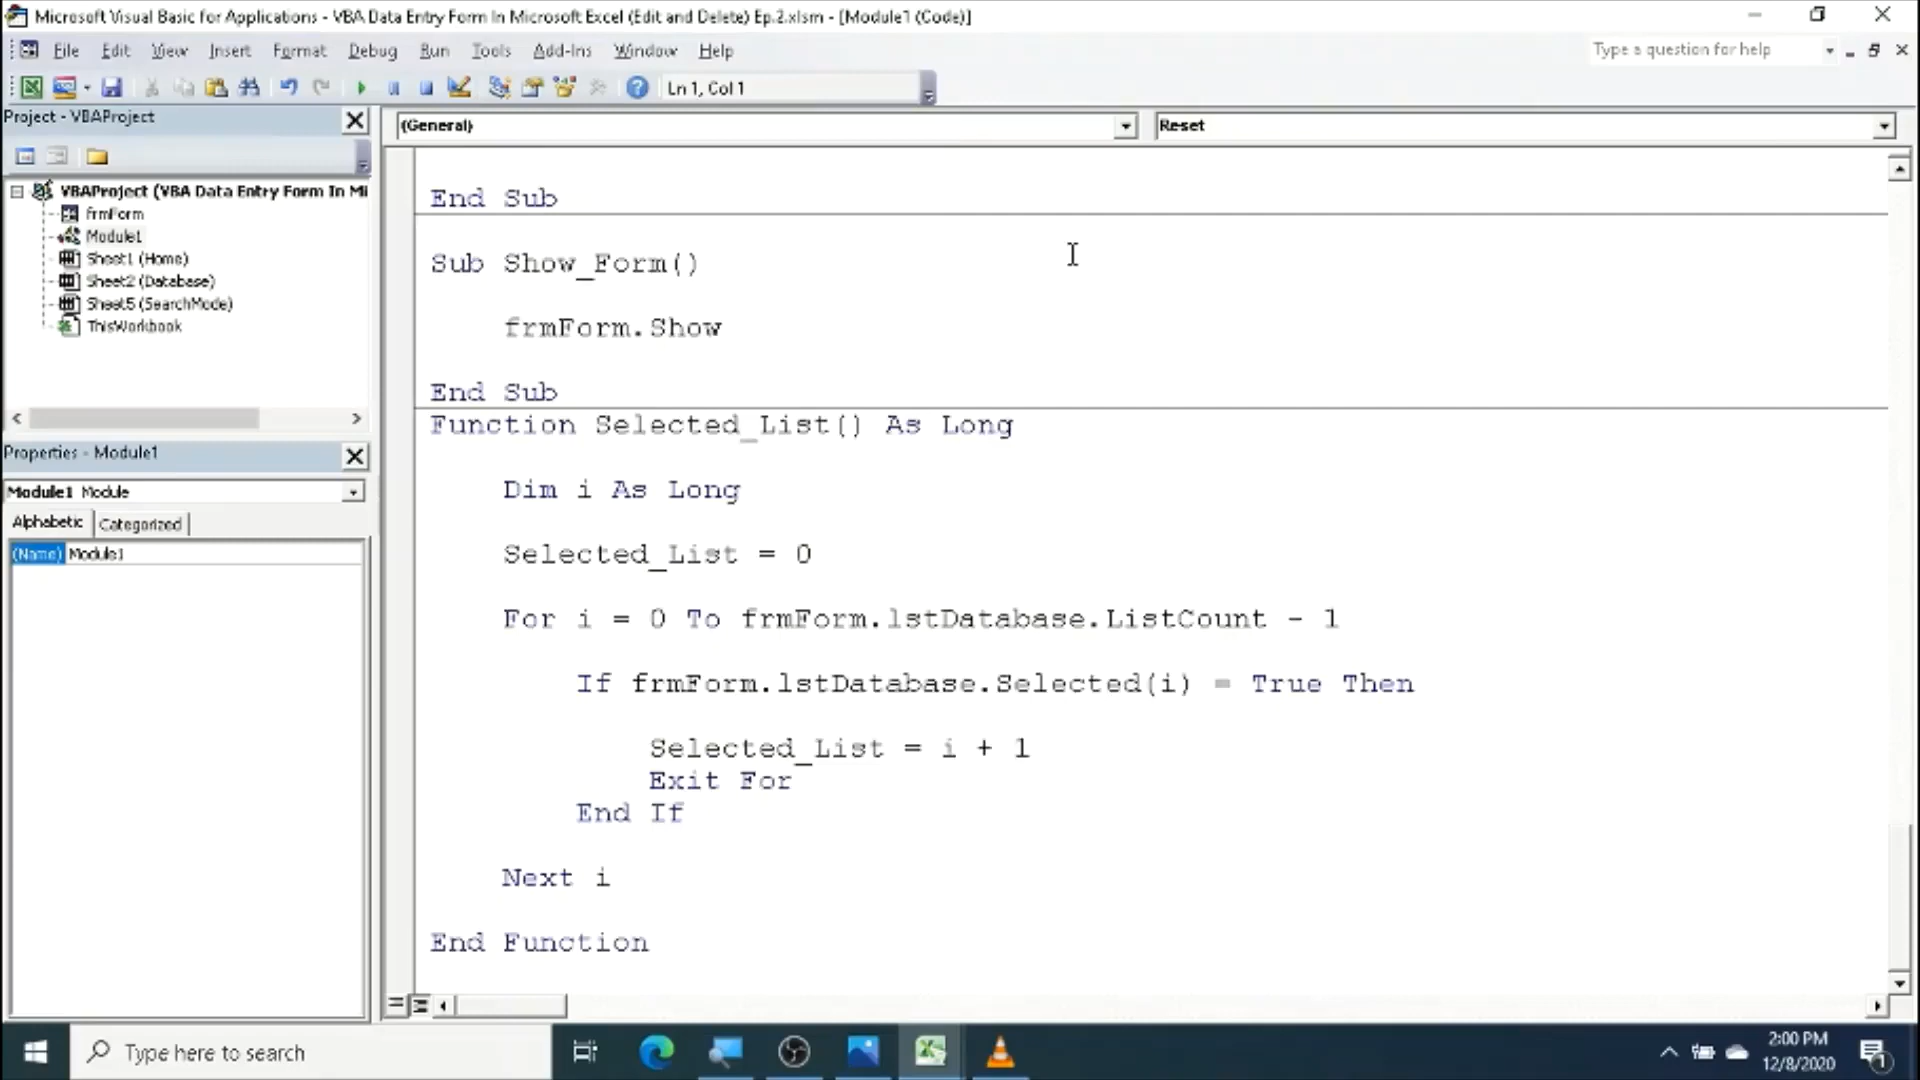 Microsoft Visual Basic for Applications - VBA Data Entry Form In Microsoft Excel (Edit and Delete) Ep.2.xlsm - [Module1 (Code)]
File Edit View Insert Format Debug Run Tools Add-Ins Window Help
Type a question for help
Ln 1, Col 1
Project - VBAProject
(General)
Reset
VBAProject (VBA Data Entry Form In Mi
frmForm
Module1
Sheet1 (Home)
Sheet2 (Database)
Sheet5 (SearchMode)
ThisWorkbook
Properties - Module1
Module1 Module
Alphabetic Categorized
(Name) Module1
End Sub
Sub Show_Form()
frmForm.Show
End Sub
Function Selected_List() As Long
Dim i As Long
Selected_List = 0
For i = 0 To frmForm.lstDatabase.ListCount - 1
If frmForm.lstDatabase.Selected(i) = True Then
Selected_List = i + 1
Exit For
End If
Next i
End Function
Type here to search
2:00 PM
12/8/2020
1